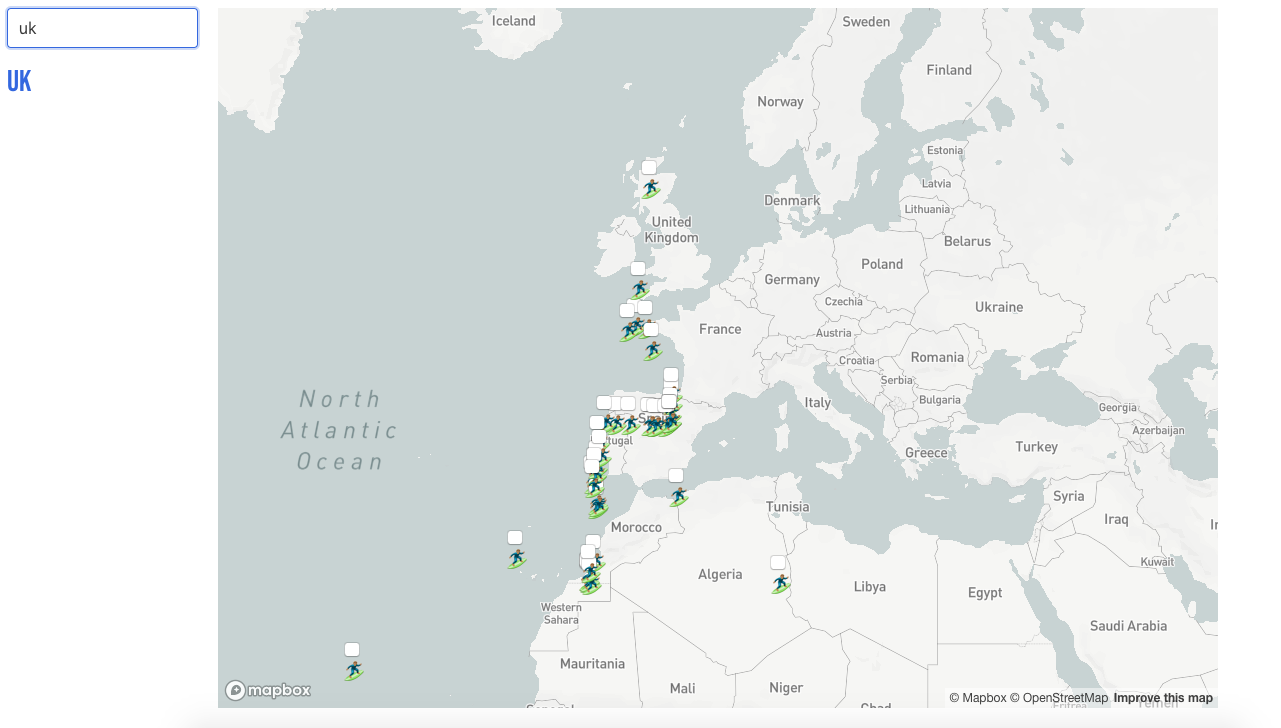 uk
UK
Iceland
Sweden
Finland
Norway
Estonia
Latvia
Denmark
Lithuania
United
Kingdom
Belarus
Poland
Germany
Czechia
Ukraine
France
Austria
Romania
Croatia
Serbia
North
Atlantic
Ocean
Italy
Bulgaria
Georgia
Azerbaijan
tugal
Turkey
Greece
Syria
Tunisia
Iraq
Ir
Morocco
Kuwait
Algeria
Libya
Egypt
Western
Sahara
Saudi Arabia
Mauritania
Mali
Niger
mapbox
© Mapbox © OpenStreetMap Improve this map